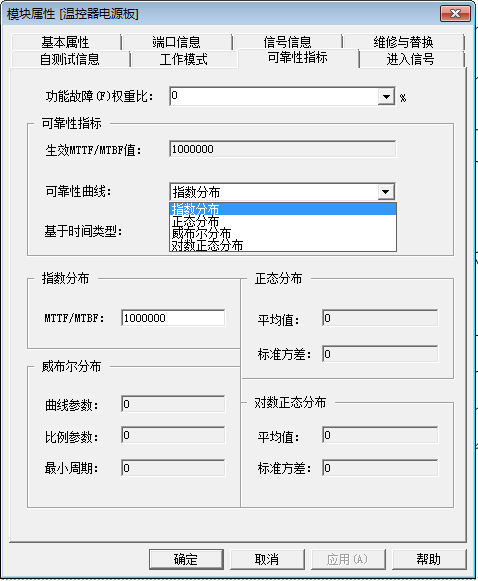 模块属性 [温控器电源板]
基本属性 端口信息 信号信息 维修与替换
自测试信息 工作模式 可靠性指标 进入信号
功能故障(F)权重比: 0 %
可靠性指标
生效MTTF/MTBF值: 1000000
可靠性曲线: 指数分布
指数分布
正态分布
基于时间类型: 威布尔分布
对数正态分布
指数分布 正态分布
MTTF/MTBF: 1000000 平均值: 0
标准方差: 0
威布尔分布
曲线参数: 0 对数正态分布
比例参数: 0 平均值: 0
最小周期: 0 标准方差: 0
确定 取消 应用(A) 帮助